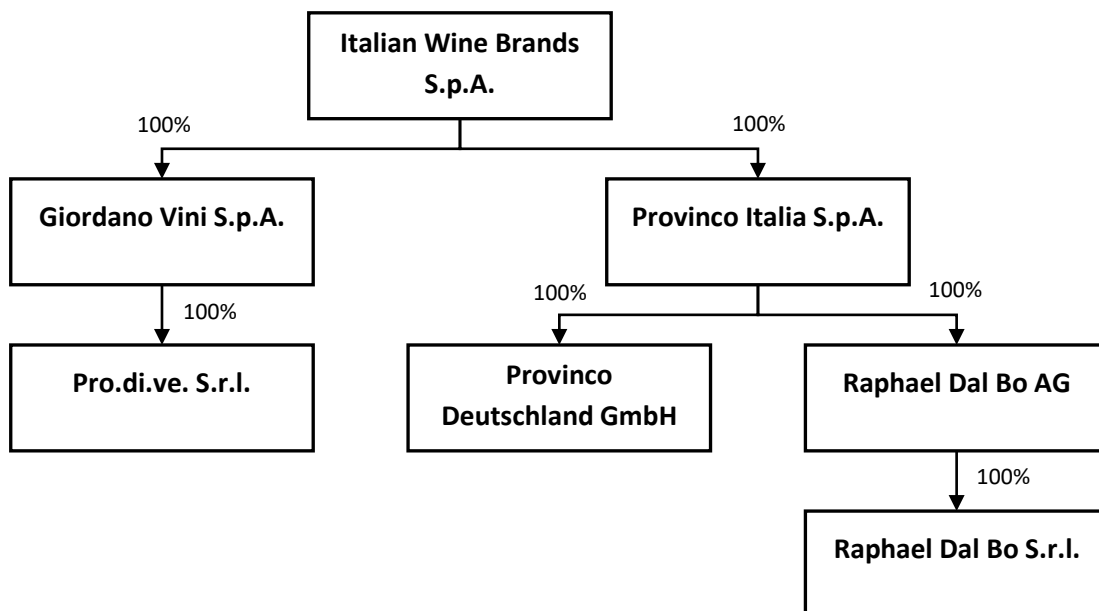 Italian Wine Brands
S.p.A.
100%
100%
Giordano Vini S.p.A.
Provinco Italia S.p.A.
100%
100%
100%
Pro.di.ve. S.r.l.
Provinco
Deutschland GmbH
Raphael Dal Bo AG
100%
Raphael Dal Bo S.r.l.